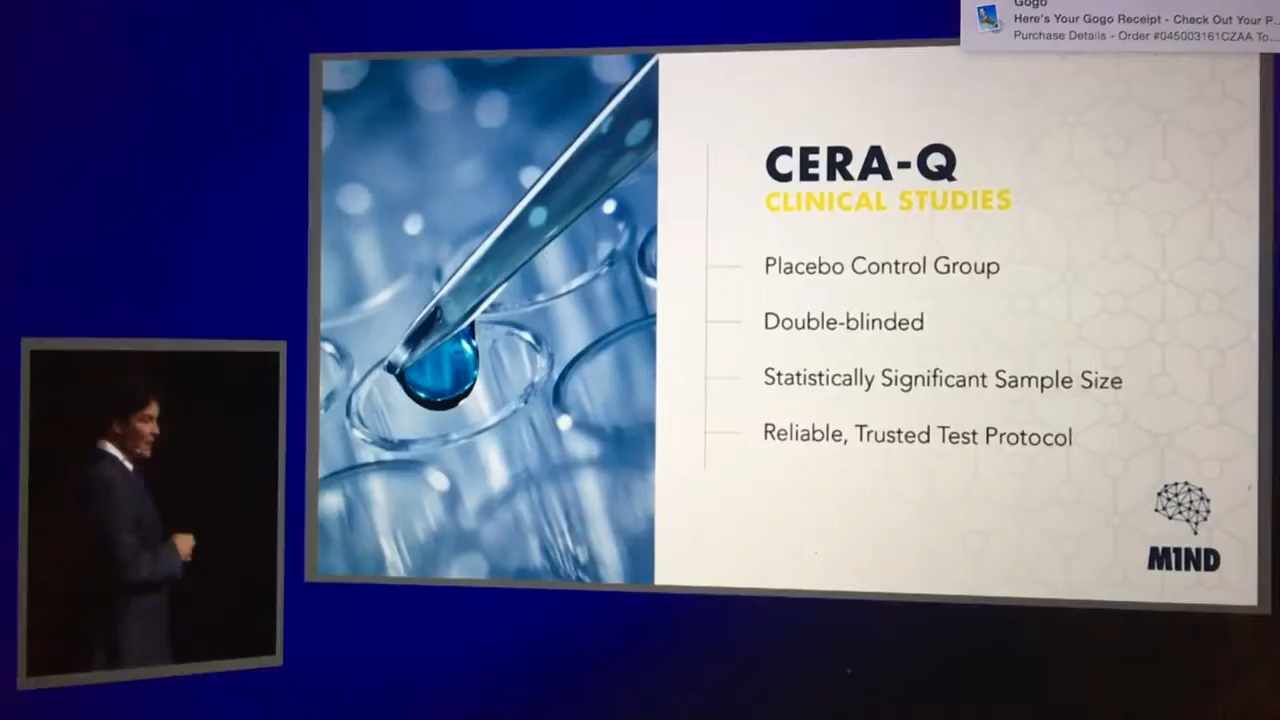 Gogo
Here's Your Gogo Receipt - Check Out Your P...
Purchase Details - Order #045003161CZAA To...
CERA-Q
CLINICAL STUDIES
Placebo Control Group
Double-blinded
Statistically Significant Sample Size
Reliable, Trusted Test Protocol
M1ND